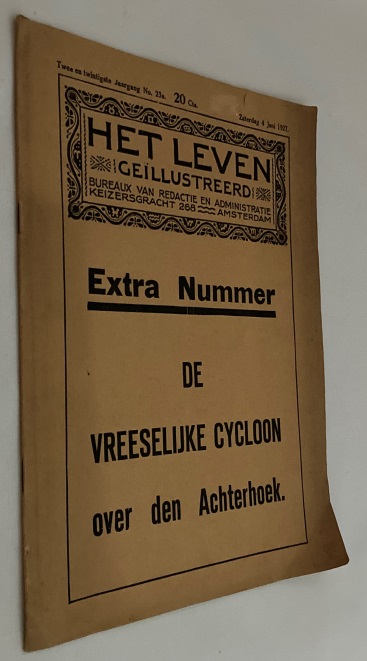 Twee en twintigste Jaargang No. 23a. 20 Cts. Zaterdag 4 Juni 1927.
HET LEVEN
GEÏLLUSTREERD
BUREAUX VAN REDACTIE EN ADMINISTRATIE
KEIZERSGRACHT 268 AMSTERDAM
Extra Nummer
DE
VREESELIJKE CYCLOON
over den Achterhoek.